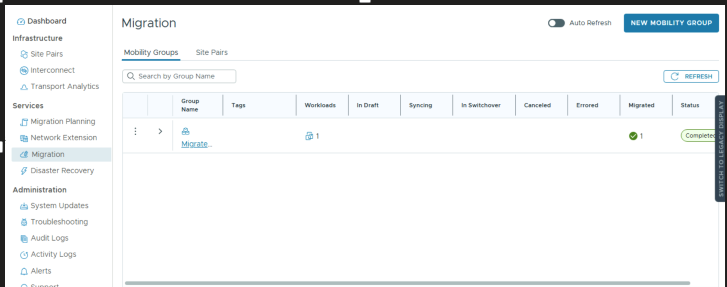 Dashboard
Infrastructure
Site Pairs
Interconnect
Transport Analytics
Services
Migration Planning
Network Extension
Migration
Disaster Recovery
Administration
System Updates
Troubleshooting
Audit Logs
Activity Logs
Alerts
Support
Migration
Auto Refresh
NEW MOBILITY GROUP
Mobility Groups Site Pairs
Search by Group Name
REFRESH
Group Name Tags Workloads In Draft Syncing In Switchover Canceled Errored Migrated Status
Migrate... 1 1 Complete
SWITCH TO LEGACY DISPLAY